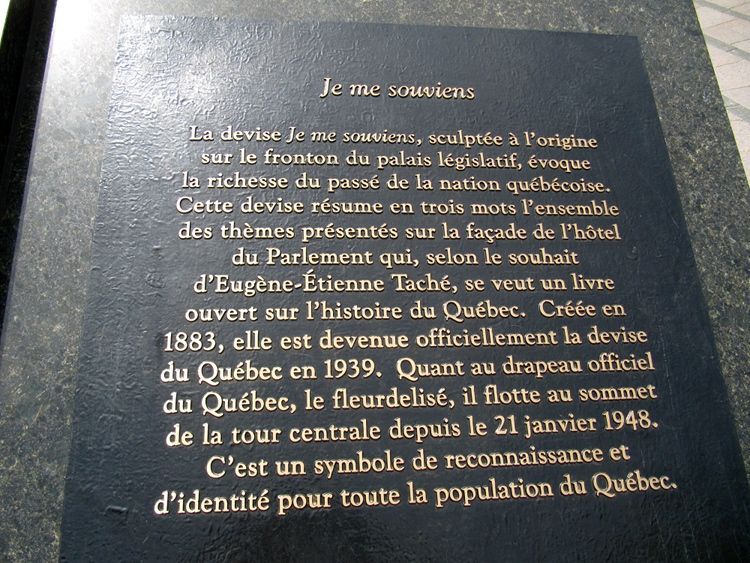 Je me souviens
La devise Je me souviens, sculptée à l'origine
sur le fronton du palais législatif, évoque
la richesse du passé de la nation québécoise.
Cette devise résume en trois mots l'ensemble
des thèmes présentés sur la façade de l'hôtel
du Parlement qui, selon le souhait
d'Eugène-Étienne Taché, se veut un livre
ouvert sur l'histoire du Québec. Créée en
1883, elle est devenue officiellement la devise
du Québec en 1939. Quant au drapeau officiel
du Québec, le fleurdelisé, il flotte au sommet
de la tour centrale depuis le 21 janvier 1948.
C'est un symbole de reconnaissance et
d'identité pour toute la population du Québec.